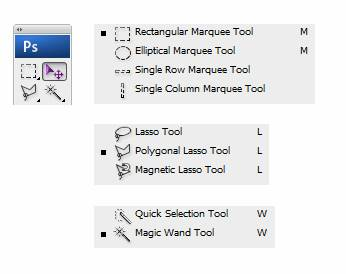 Ps
Rectangular Marquee Tool M
Elliptical Marquee Tool M
Single Row Marquee Tool
Single Column Marquee Tool
Lasso Tool L
Polygonal Lasso Tool L
Magnetic Lasso Tool L
Quick Selection Tool W
Magic Wand Tool W